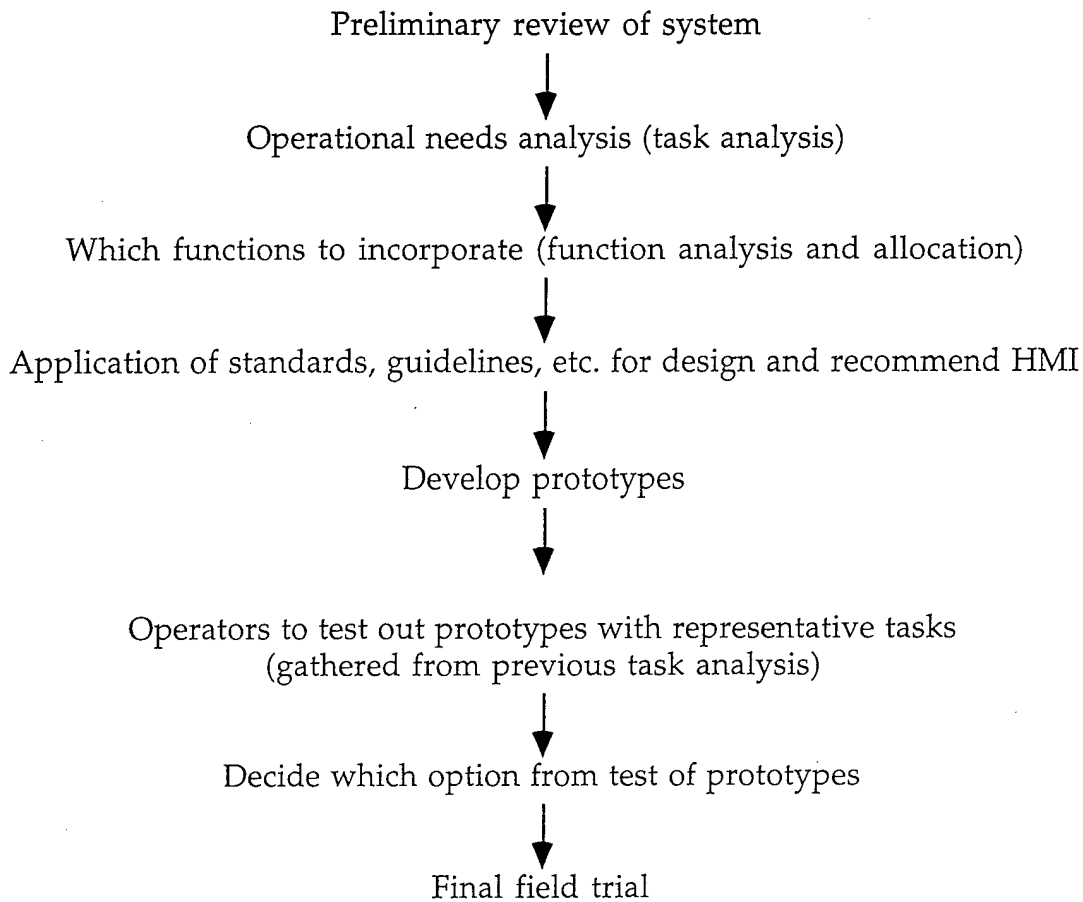 Preliminary review of system
Operational needs analysis (task analysis)
Which functions to incorporate (function analysis and allocation)
Application of standards, guidelines, etc. for design and recommend HMI
Develop prototypes
Operators to test out prototypes with representative tasks
(gathered from previous task analysis)
Decide which option from test of prototypes
Final field trial